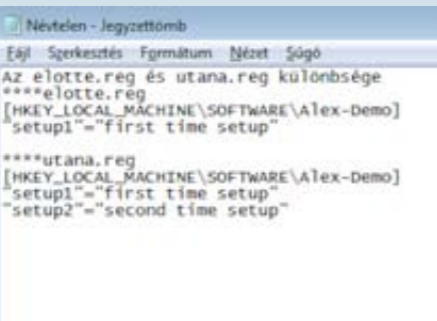 Névtelen - Jegyzettömb
Fájl Szerkesztés Formátum Nézet Súgó
Az elotte.reg és utana.reg különbsége
****elotte.reg
[HKEY_LOCAL_MACHINE\SOFTWARE\Alex-Demo]
"setup1"="first time setup"
****utana.reg
[HKEY_LOCAL_MACHINE\SOFTWARE\Alex-Demo]
"setup1"="first time setup"
"setup2"="second time setup"